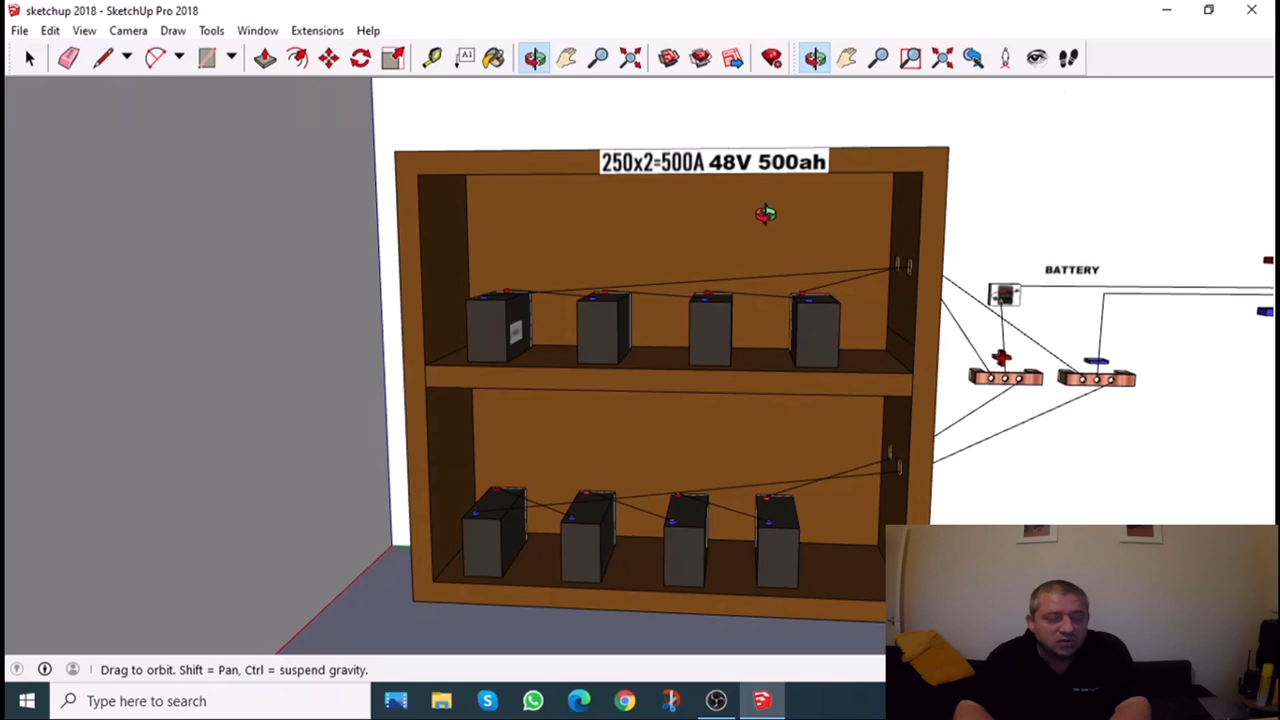 sketchup 2018 - SketchUp Pro 2018
File Edit View Camera Draw Tools Window Extensions Help
A1
250x2=500A 48V 500ah
BATTERY
Drag to orbit. Shift = Pan, Ctrl = suspend gravity.
Type here to search